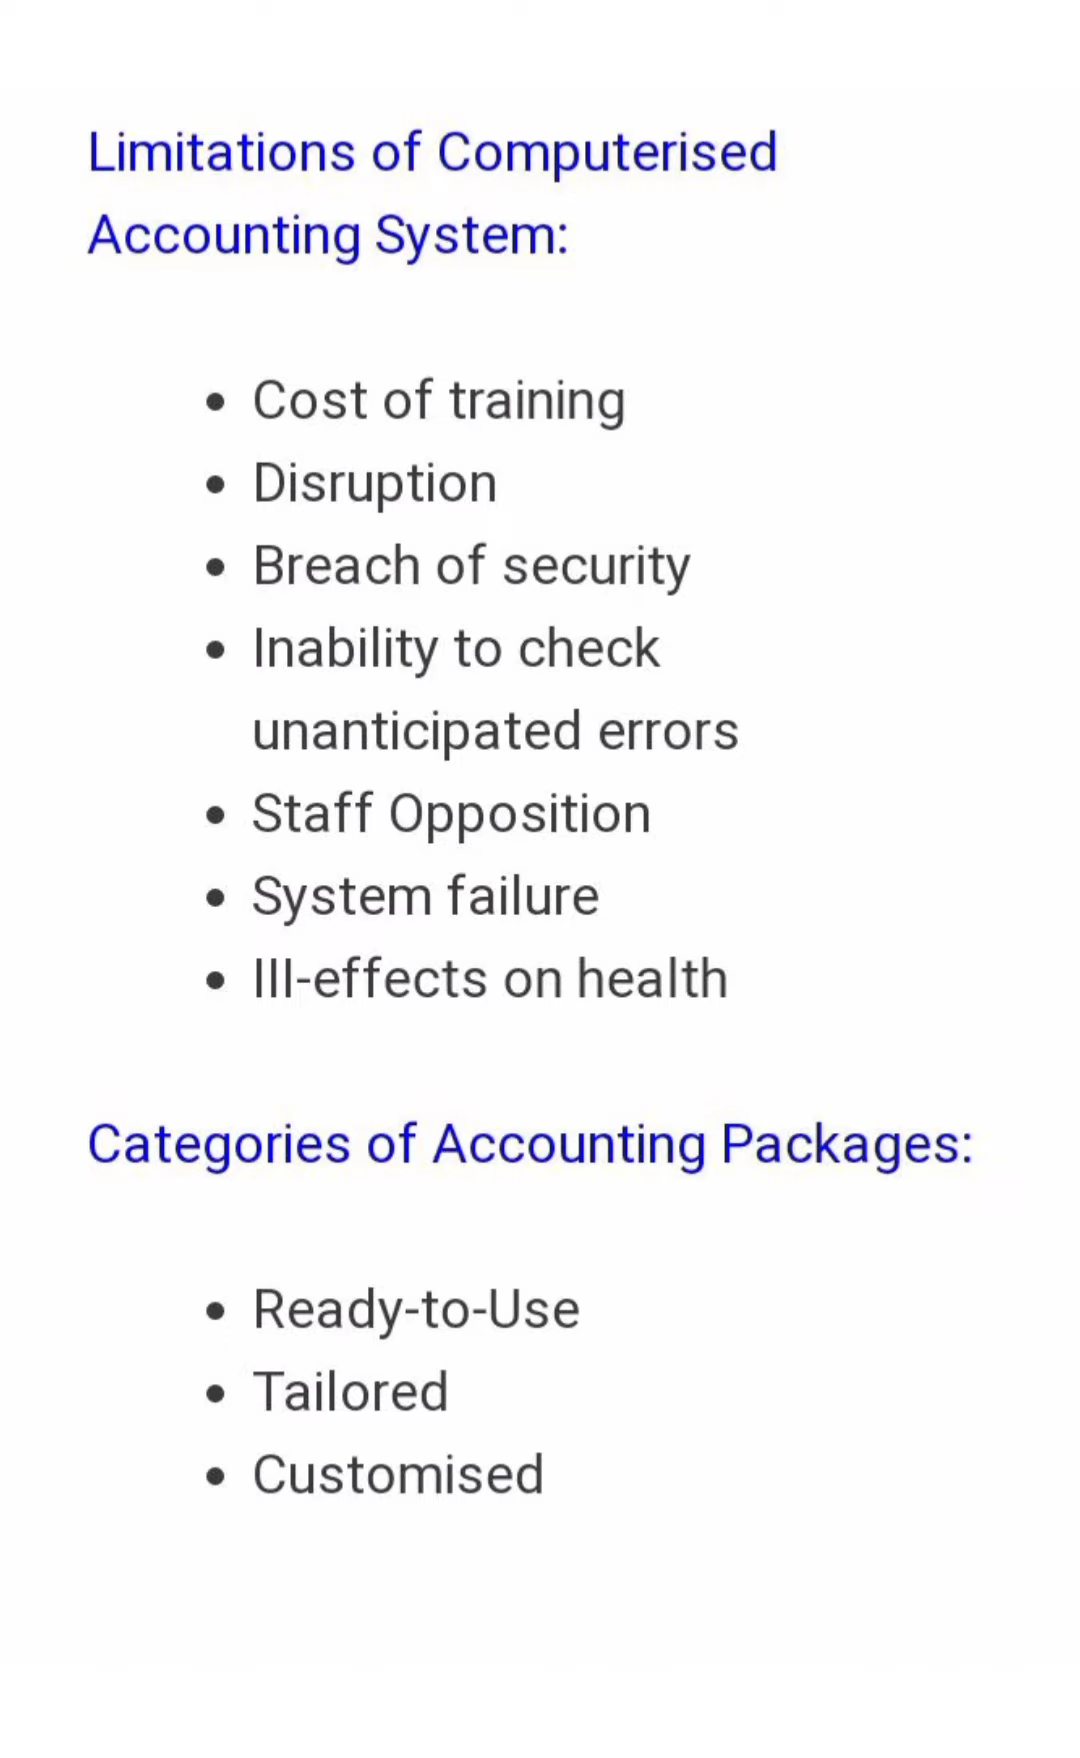 Limitations of Computerised
Accounting System:
• Cost of training
• Disruption
• Breach of security
• Inability to check
unanticipated errors
• Staff Opposition
• System failure
• Ill-effects on health
Categories of Accounting Packages:
• Ready-to-Use
• Tailored
• Customised